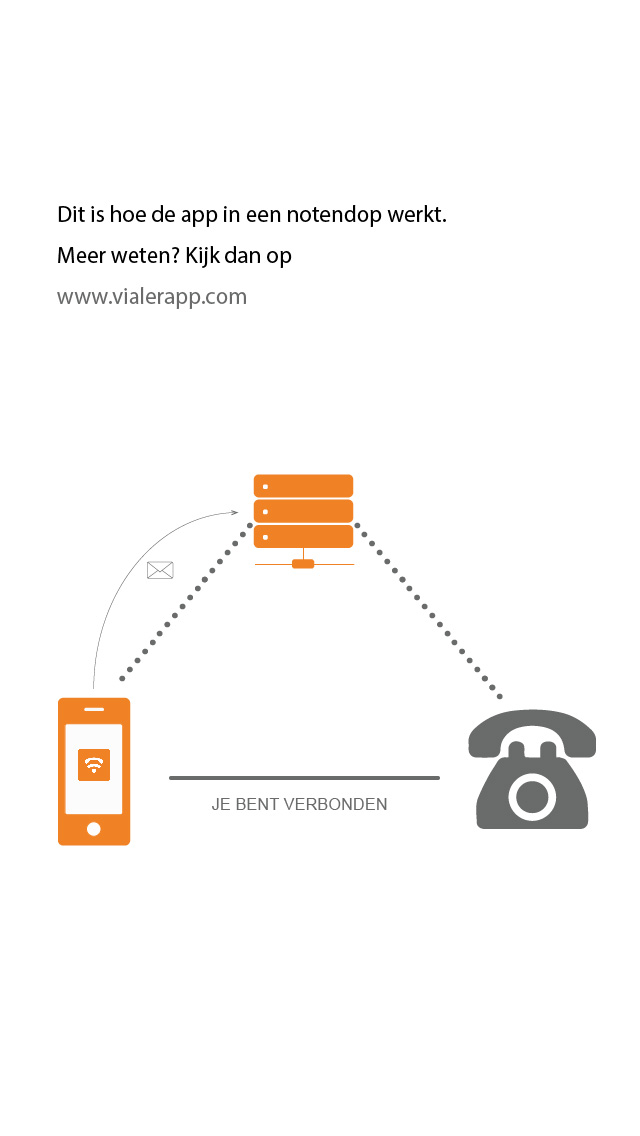 Dit is hoe de app in een notendop werkt.
Meer weten? Kijk dan op
www.vialerapp.com
JE BENT VERBONDEN